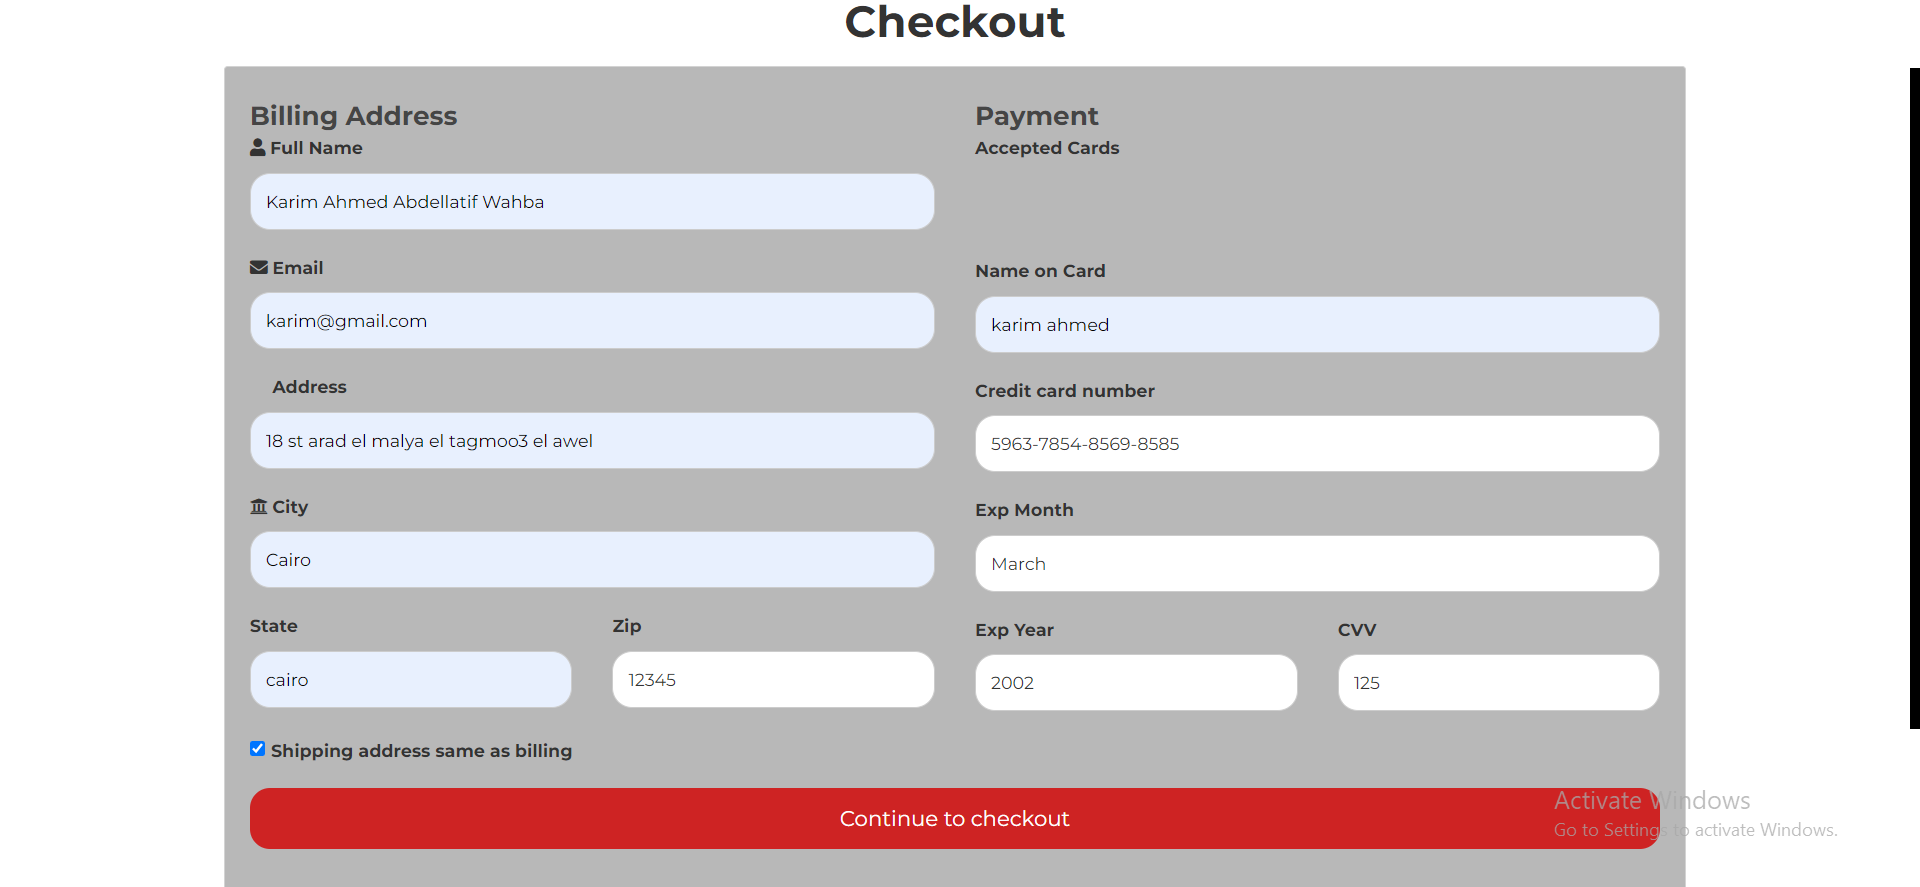 Checkout
Billing Address
Full Name
Karim Ahmed Abdellatif Wahba
Email
karim@gmail.com
Address
18 st arad el malya el tagmoo3 el awel
City
Cairo
State
cairo
Zip
12345
Shipping address same as billing
Payment
Accepted Cards
Name on Card
karim ahmed
Credit card number
5963-7854-8569-8585
Exp Month
March
Exp Year
2002
CVV
125
Continue to checkout
Activate Windows
Go to Settings to activate Windows.